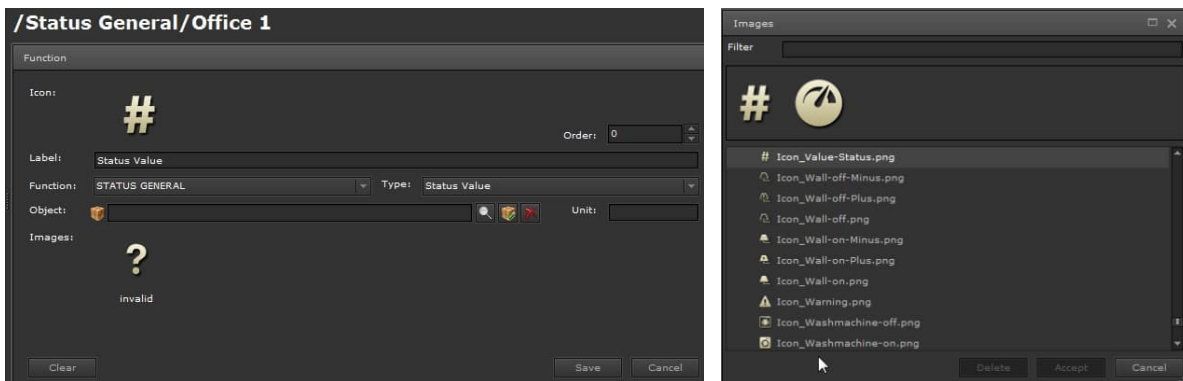 /Status General/Office 1
Function
Icon:
#
Order: 0
Label: Status Value
Function: STATUS GENERAL Type: Status Value
Object: Unit:
Images:
?
invalid
Clear Save Cancel
Images
Filter
#
# Icon_Value-Status.png
Icon_Wall-off-Minus.png
Icon_Wall-off-Plus.png
Icon_Wall-off.png
Icon_Wall-on-Minus.png
Icon_Wall-on-Plus.png
Icon_Wall-on.png
Icon_Warning.png
Icon_Washmachine-off.png
Icon_Washmachine-on.png
Delete Accept Cancel